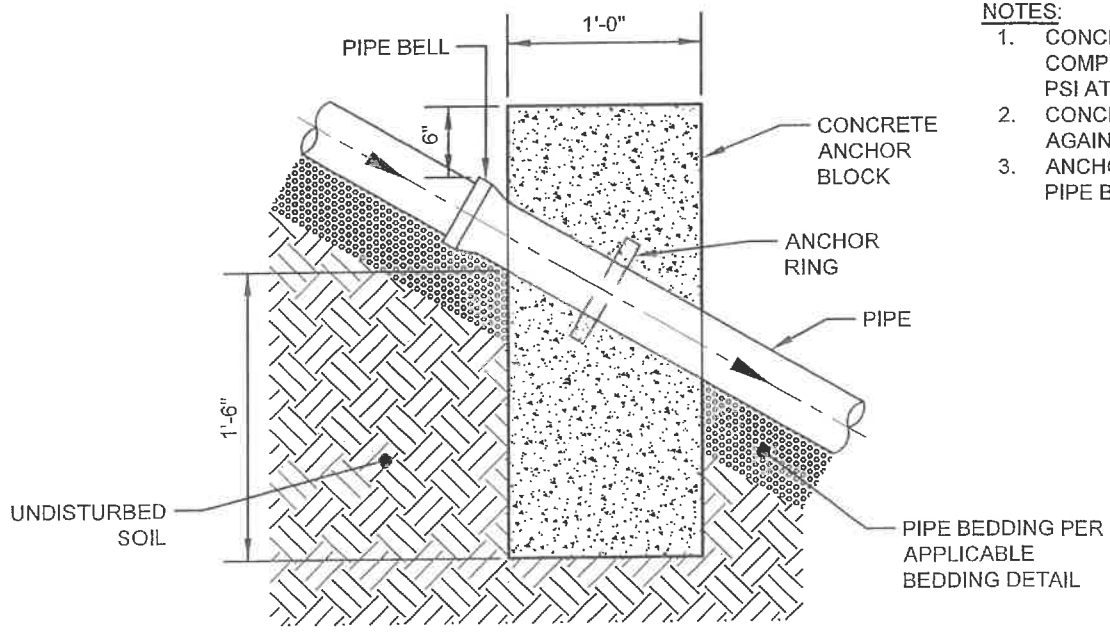 1'-0"
PIPE BELL
6"
CONCRETE
ANCHOR
BLOCK
ANCHOR
RING
PIPE
1'-6"
UNDISTURBED
SOIL
PIPE BEDDING PER
APPLICABLE
BEDDING DETAIL
NOTES:
1. CONCR
COMP
PSI AT
2. CONC
AGAIN
3. ANCHO
PIPE B